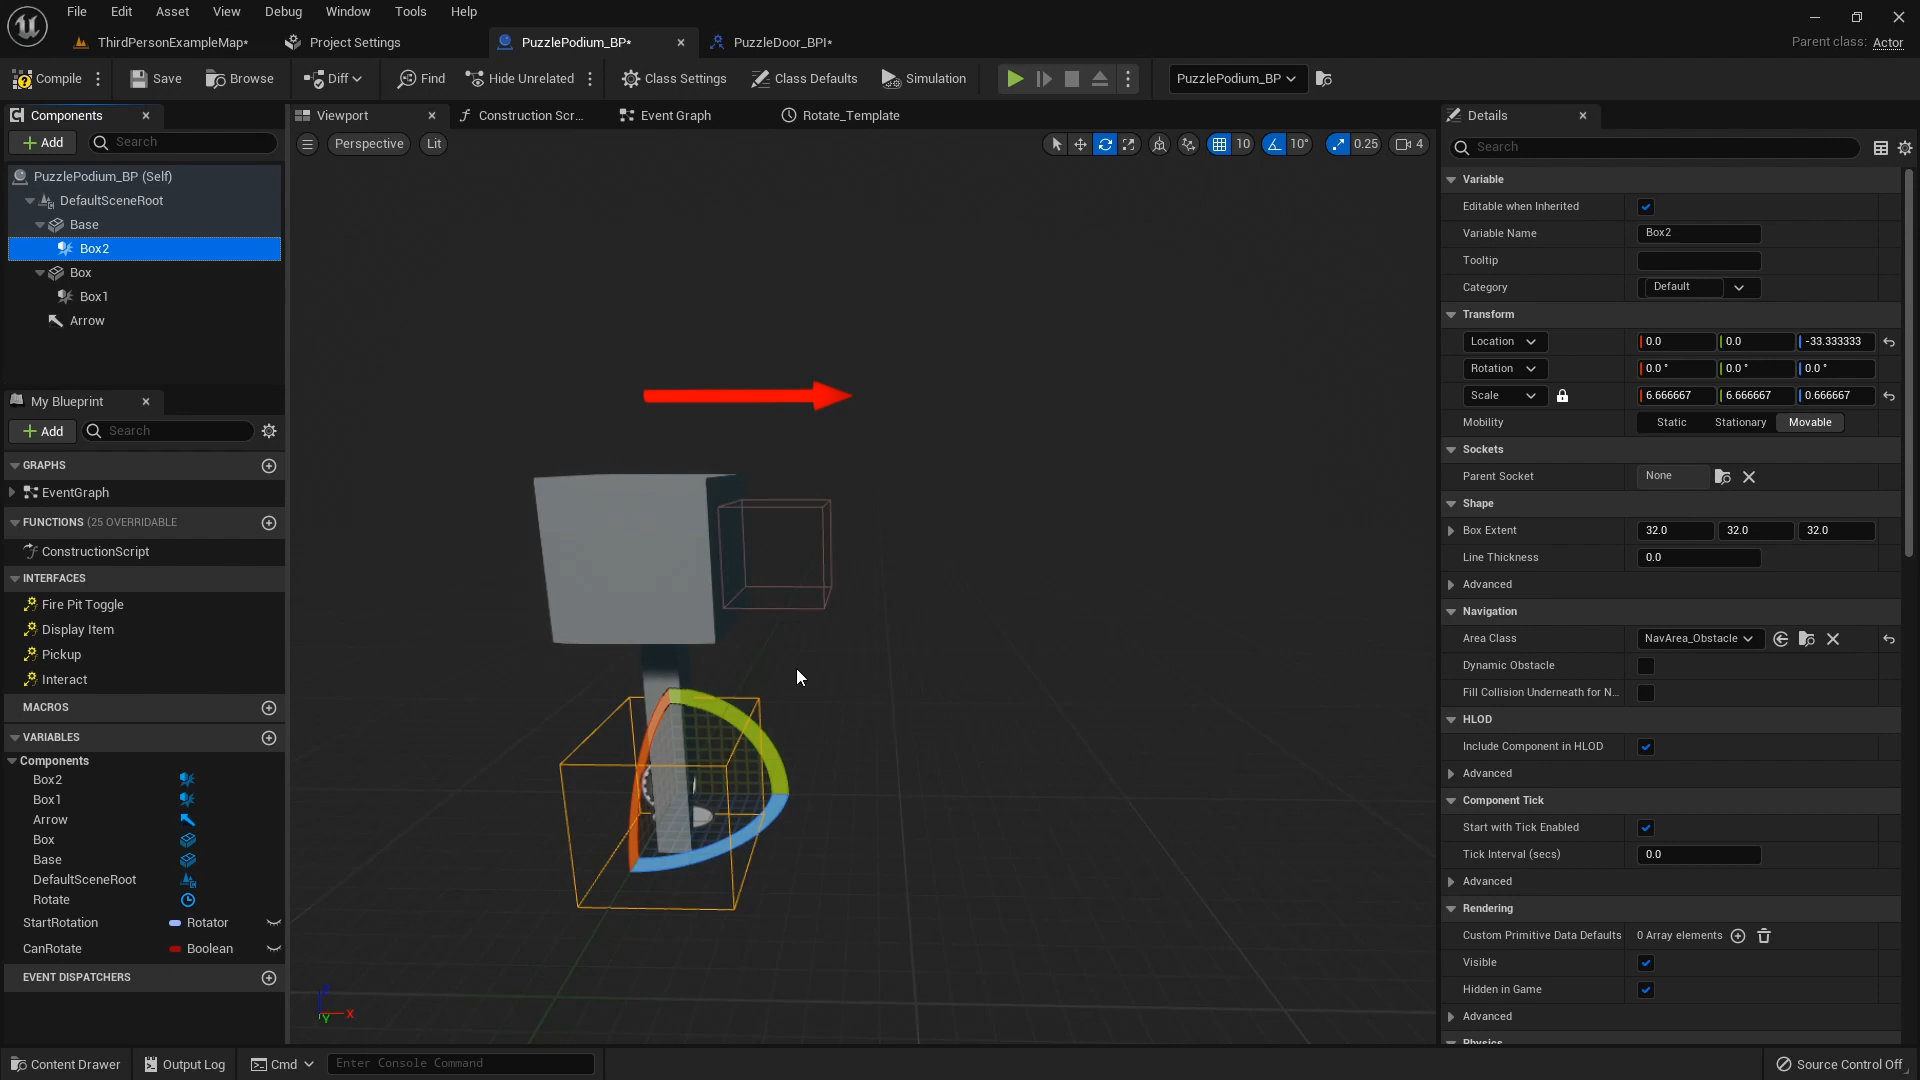 File Edit Asset View Debug Window Tools Help
ThirdPersonExampleMap* Project Settings PuzzlePodium_BP* PuzzleDoor_BPI* Parent class: Actor
Compile Save Browse Diff Find Hide Unrelated Class Settings Class Defaults Simulation PuzzlePodium_BP
Components Viewport Construction Scr... Event Graph Rotate_Template Details
Add Search Perspective Lit 10 10° 0.25 4 Search
PuzzlePodium_BP (Self)
DefaultSceneRoot
Base
Box2
Box
Box1
Arrow
My Blueprint
Add Search
GRAPHS
EventGraph
FUNCTIONS (25 OVERRIDABLE
ConstructionScript
INTERFACES
Fire Pit Toggle
Display Item
Pickup
Interact
MACROS
VARIABLES
Components
Box2
Box1
Arrow
Box
Base
DefaultSceneRoot
Rotate
StartRotation Rotator
CanRotate Boolean
EVENT DISPATCHERS
Z
X
Y
Variable
Editable when Inherited
Variable Name Box2
Tooltip
Category Default
Transform
Location 0.0 0.0 -33.333333
Rotation 0.0 ° 0.0 ° 0.0 °
Scale 6.666667 6.666667 0.666667
Mobility Static Stationary Movable
Sockets
Parent Socket None
Shape
Box Extent 32.0 32.0 32.0
Line Thickness 0.0
Advanced
Navigation
Area Class NavArea_Obstacle
Dynamic Obstacle
Fill Collision Underneath for N...
HLOD
Include Component in HLOD
Advanced
Component Tick
Start with Tick Enabled
Tick Interval (secs) 0.0
Advanced
Rendering
Custom Primitive Data Defaults 0 Array elements
Visible
Hidden in Game
Advanced
Physics
Content Drawer Output Log Cmd Enter Console Command Source Control Off